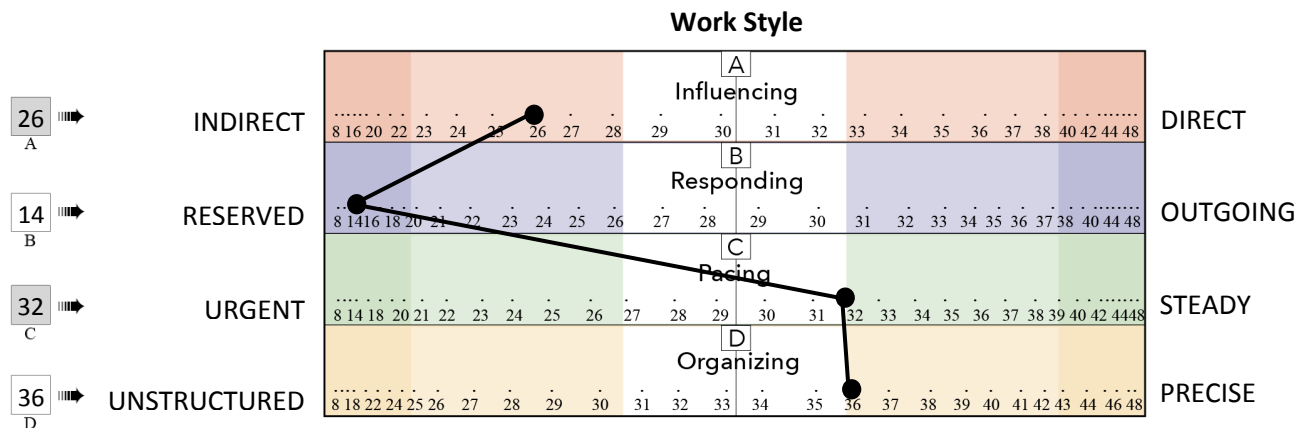 Work Style
A
Influencing
26
A
INDIRECT
8 16 20 22 23 24 25 26 27 28 29 30 31 32 33 34 35 36 37 38 40 42 44 48
DIRECT
B
Responding
14
B
RESERVED
8 14 16 18 20 21 22 23 24 25 26 27 28 29 30 31 32 33 34 35 36 37 38 40 44 48
OUTGOING
C
Pacing
32
C
URGENT
8 14 18 20 21 22 23 24 25 26 27 28 29 30 31 32 33 34 35 36 37 38 39 40 42 44 48
STEADY
D
Organizing
36
D
UNSTRUCTURED
8 18 22 24 25 26 27 28 29 30 31 32 33 34 35 36 37 38 39 40 41 42 43 44 46 48
PRECISE